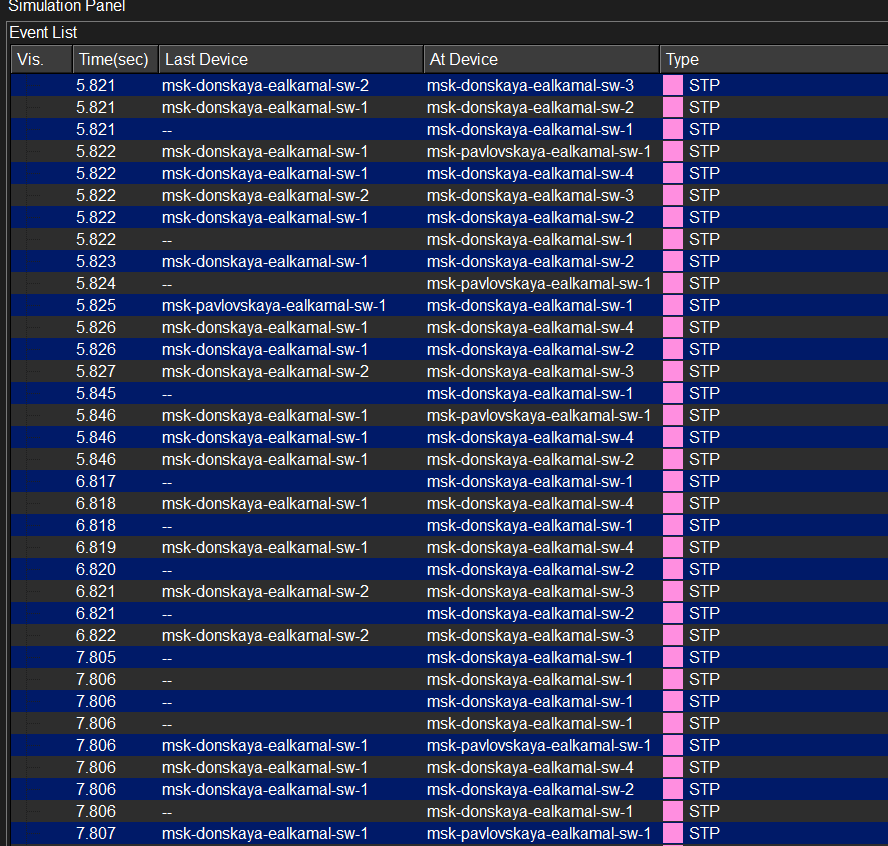 Simulation Panel
Event List
Vis. Time(sec) Last Device At Device Type
5.821 msk-donskaya-ealkamal-sw-2 msk-donskaya-ealkamal-sw-3 STP
5.821 msk-donskaya-ealkamal-sw-1 msk-donskaya-ealkamal-sw-2 STP
5.821 -- msk-donskaya-ealkamal-sw-1 STP
5.822 msk-donskaya-ealkamal-sw-1 msk-pavlovskaya-ealkamal-sw-1 STP
5.822 msk-donskaya-ealkamal-sw-1 msk-donskaya-ealkamal-sw-4 STP
5.822 msk-donskaya-ealkamal-sw-2 msk-donskaya-ealkamal-sw-3 STP
5.822 msk-donskaya-ealkamal-sw-1 msk-donskaya-ealkamal-sw-2 STP
5.822 -- msk-donskaya-ealkamal-sw-1 STP
5.823 msk-donskaya-ealkamal-sw-1 msk-donskaya-ealkamal-sw-2 STP
5.824 -- msk-pavlovskaya-ealkamal-sw-1 STP
5.825 msk-pavlovskaya-ealkamal-sw-1 msk-donskaya-ealkamal-sw-1 STP
5.826 msk-donskaya-ealkamal-sw-1 msk-donskaya-ealkamal-sw-4 STP
5.826 msk-donskaya-ealkamal-sw-1 msk-donskaya-ealkamal-sw-2 STP
5.827 msk-donskaya-ealkamal-sw-2 msk-donskaya-ealkamal-sw-3 STP
5.845 -- msk-donskaya-ealkamal-sw-1 STP
5.846 msk-donskaya-ealkamal-sw-1 msk-pavlovskaya-ealkamal-sw-1 STP
5.846 msk-donskaya-ealkamal-sw-1 msk-donskaya-ealkamal-sw-4 STP
5.846 msk-donskaya-ealkamal-sw-1 msk-donskaya-ealkamal-sw-2 STP
6.817 -- msk-donskaya-ealkamal-sw-1 STP
6.818 msk-donskaya-ealkamal-sw-1 msk-donskaya-ealkamal-sw-4 STP
6.818 -- msk-donskaya-ealkamal-sw-1 STP
6.819 msk-donskaya-ealkamal-sw-1 msk-donskaya-ealkamal-sw-4 STP
6.820 -- msk-donskaya-ealkamal-sw-2 STP
6.821 msk-donskaya-ealkamal-sw-2 msk-donskaya-ealkamal-sw-3 STP
6.821 -- msk-donskaya-ealkamal-sw-2 STP
6.822 msk-donskaya-ealkamal-sw-2 msk-donskaya-ealkamal-sw-3 STP
7.805 -- msk-donskaya-ealkamal-sw-1 STP
7.806 -- msk-donskaya-ealkamal-sw-1 STP
7.806 -- msk-donskaya-ealkamal-sw-1 STP
7.806 -- msk-donskaya-ealkamal-sw-1 STP
7.806 msk-donskaya-ealkamal-sw-1 msk-pavlovskaya-ealkamal-sw-1 STP
7.806 msk-donskaya-ealkamal-sw-1 msk-donskaya-ealkamal-sw-4 STP
7.806 msk-donskaya-ealkamal-sw-1 msk-donskaya-ealkamal-sw-2 STP
7.806 -- msk-donskaya-ealkamal-sw-1 STP
7.807 msk-donskaya-ealkamal-sw-1 msk-pavlovskaya-ealkamal-sw-1 STP